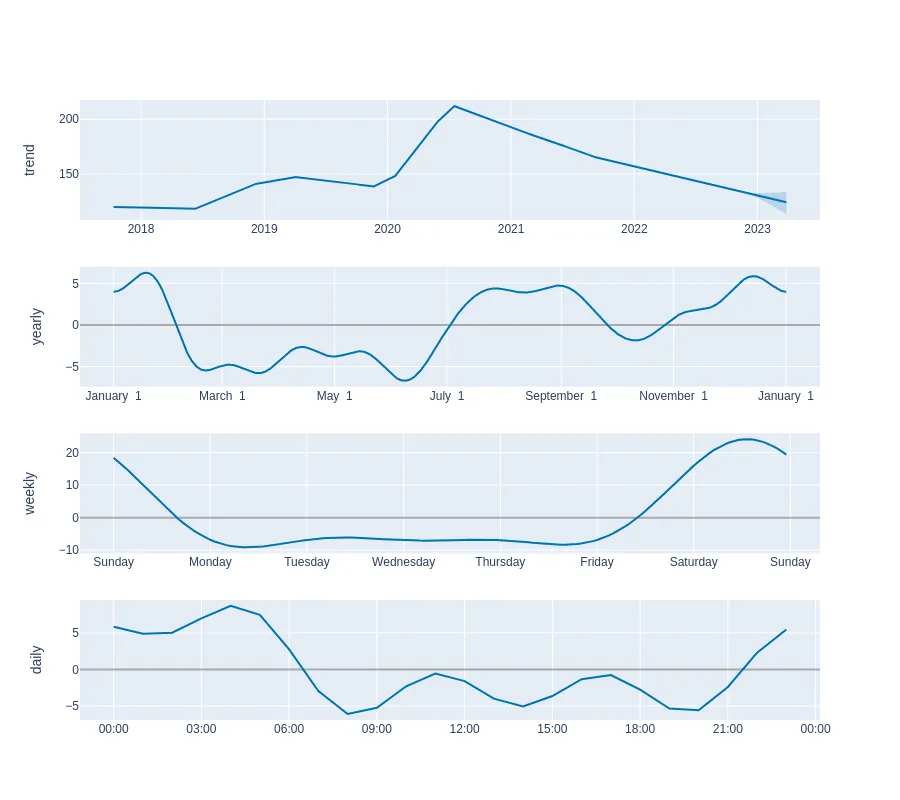 trend
200
150
2018 2019 2020 2021 2022 2023
yearly
5
0
−5
January 1 March 1 May 1 July 1 September 1 November 1 January 1
weekly
20
10
0
−10
Sunday Monday Tuesday Wednesday Thursday Friday Saturday Sunday
daily
5
0
−5
00:00 03:00 06:00 09:00 12:00 15:00 18:00 21:00 00:00